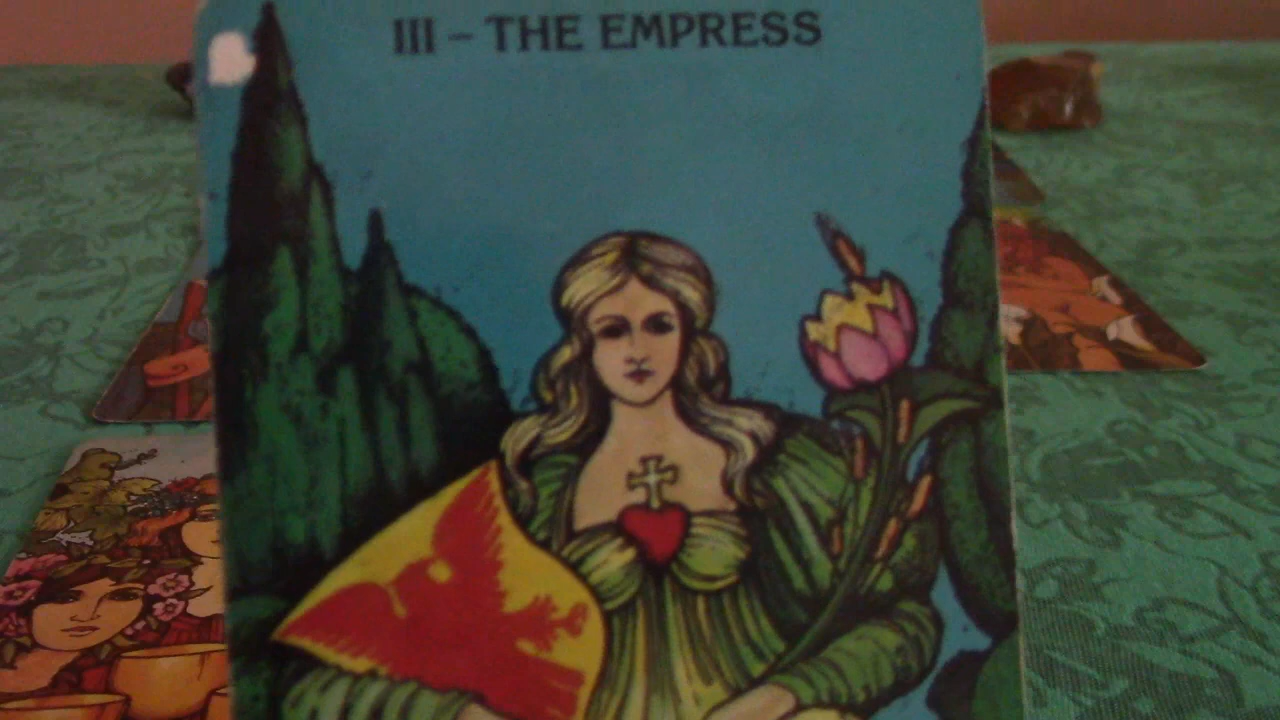 III – THE EMPRESS